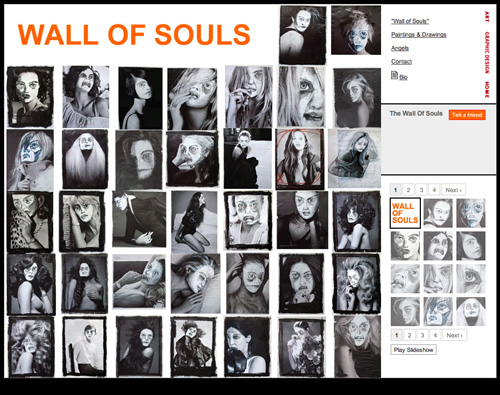 WALL OF SOULS
"Wall of Souls"
Paintings & Drawings
Angels
Contact
Bio
ART
GRAPHIC DESIGN
HOME
The Wall Of Souls
Tell a friend
1 2 3 4 Next ›
WALL
OF
SOULS
1 2 3 4 Next ›
Play Slideshow